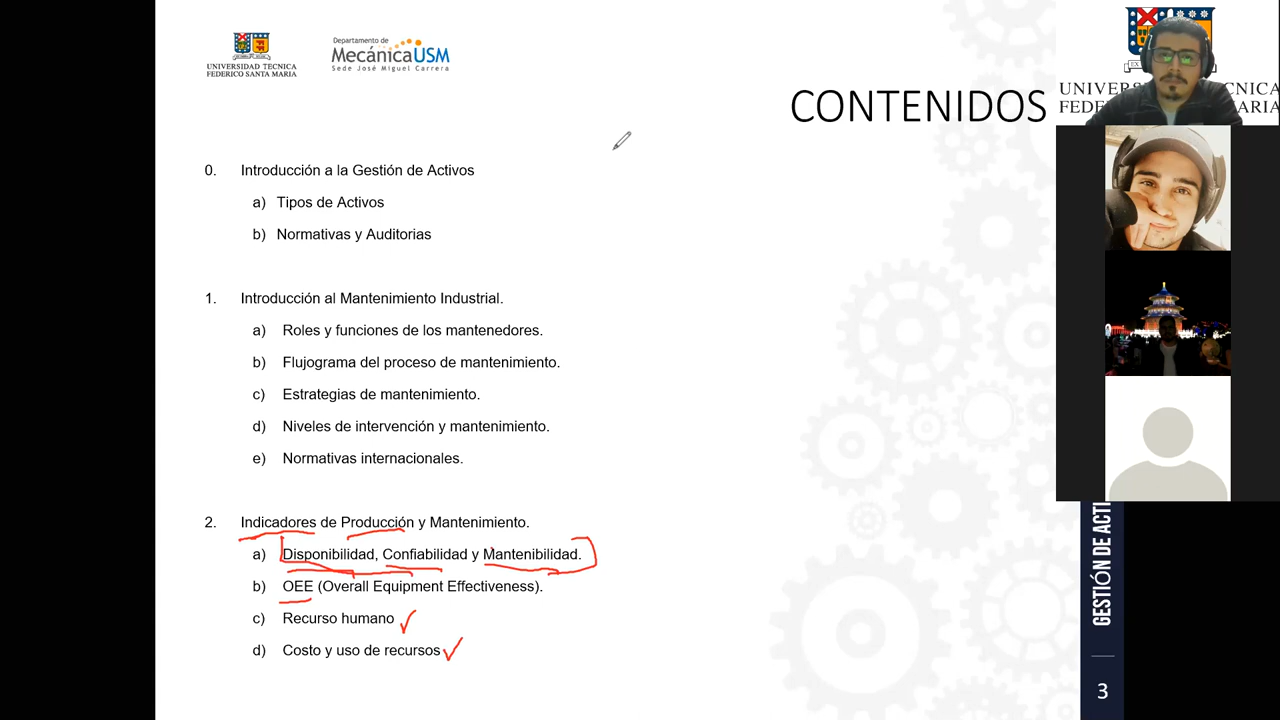 UNIVERSIDAD TECNICA
FEDERICO SANTA MARIA
Departamento de
MecánicaUSM
Sede José Miguel Carrera
CONTENIDOS
0. Introducción a la Gestión de Activos
a) Tipos de Activos
b) Normativas y Auditorias
1. Introducción al Mantenimiento Industrial.
a) Roles y funciones de los mantenedores.
b) Flujograma del proceso de mantenimiento.
c) Estrategias de mantenimiento.
d) Niveles de intervención y mantenimiento.
e) Normativas internacionales.
2. Indicadores de Producción y Mantenimiento.
a) Disponibilidad, Confiabilidad y Mantenibilidad.
b) OEE (Overall Equipment Effectiveness).
c) Recurso humano
d) Costo y uso de recursos
GESTIÓN DE ACTI
3